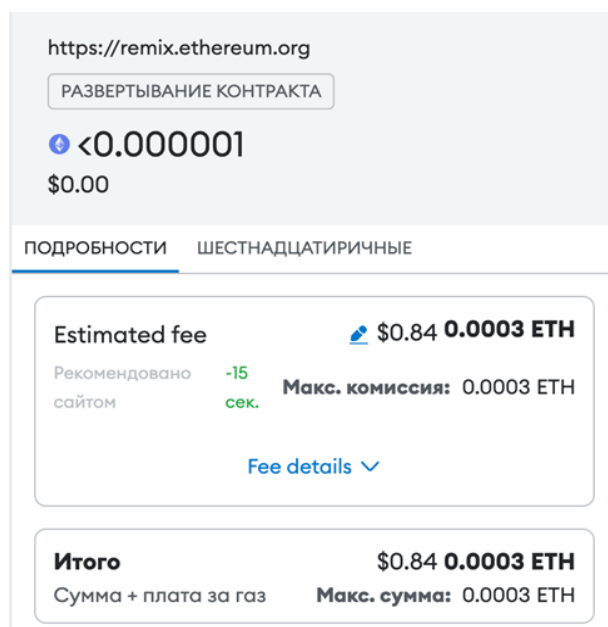 https://remix.ethereum.org
РАЗВЕРТЫВАНИЕ КОНТРАКТА
<0.000001
$0.00
ПОДРОБНОСТИ ШЕСТНАДЦАТИРИЧНЫЕ
Estimated fee $0.84 0.0003 ETH
Рекомендовано сайтом -15 сек. Макс. комиссия: 0.0003 ETH
Fee details
Итого $0.84 0.0003 ETH
Сумма + плата за газ Макс. сумма: 0.0003 ETH